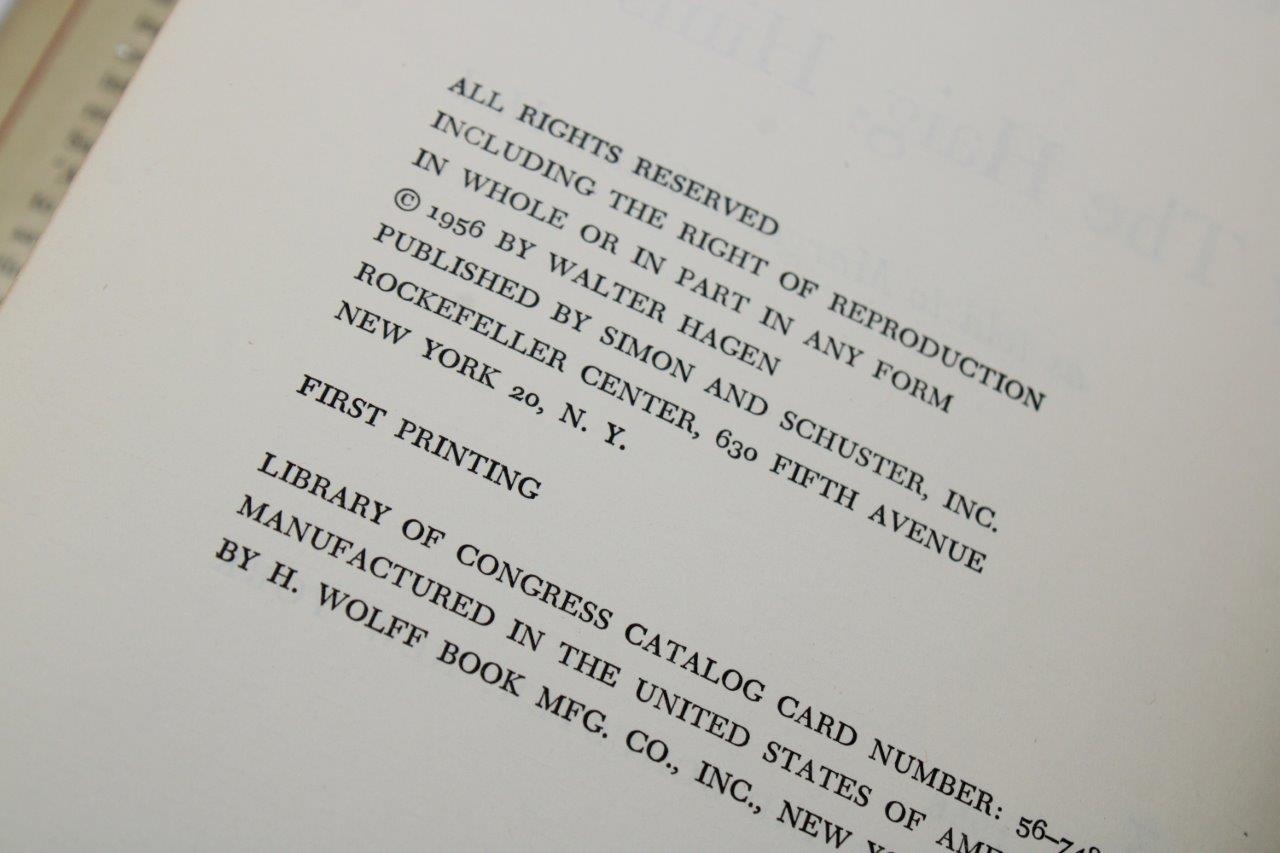 ALL RIGHTS RESERVED
INCLUDING THE RIGHT OF REPRODUCTION
IN WHOLE OR IN PART IN ANY FORM
© 1956 BY WALTER HAGEN
PUBLISHED BY SIMON AND SCHUSTER, INC.
ROCKEFELLER CENTER, 630 FIFTH AVENUE
NEW YORK 20, N. Y.
FIRST PRINTING
LIBRARY OF CONGRESS CATALOG CARD NUMBER:
MANUFACTURED IN THE UNITED STATES OF
BY H. WOLFF BOOK MFG. CO., INC., NEW